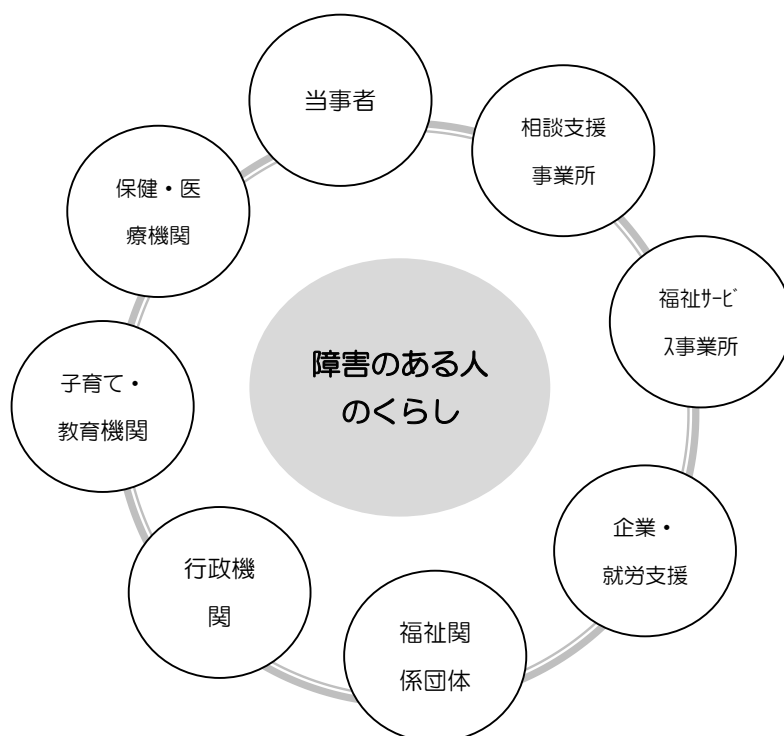 当事者
相談支援
事業所
福祉ｻｰﾋﾞ
ｽ事業所
企業・
就労支援
福祉関
係団体
行政機
関
子育て・
教育機関
保健・医
療機関
障害のある人
のくらし